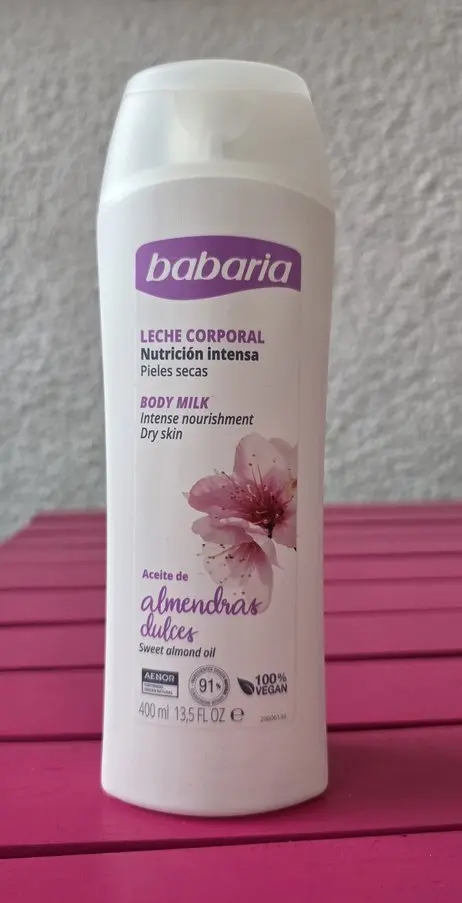 babaria
LECHE CORPORAL
Nutrición intensa
Pieles secas
BODY MILK
Intense nourishment
Dry skin
Aceite de
almendras
dulces
Sweet almond oil
AENOR
91%
100%
VEGAN
400 ml 13,5 FL OZ ℮